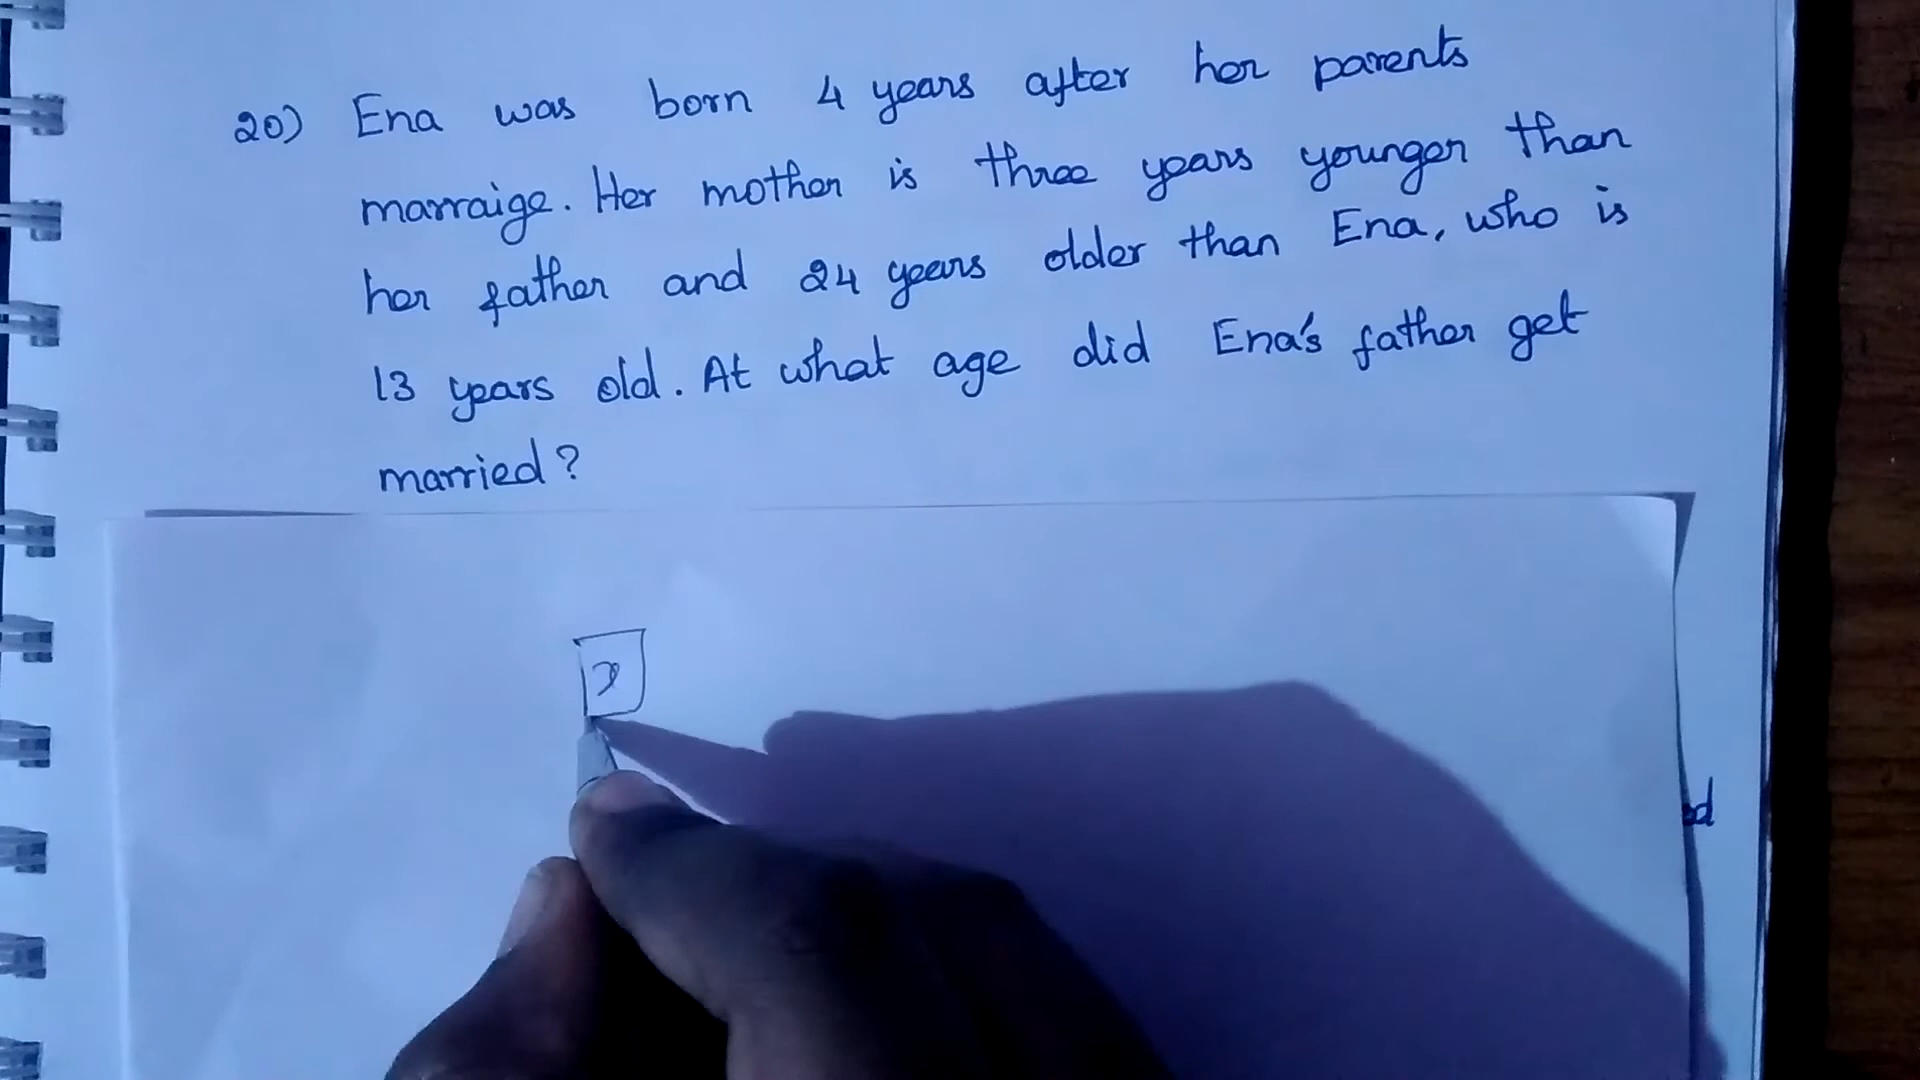 20) Ena was born 4 years after her parents
marraige. Her mother is three years younger than
her father and 24 years older than Ena, who is
13 years old. At what age did Ena's father get
married?